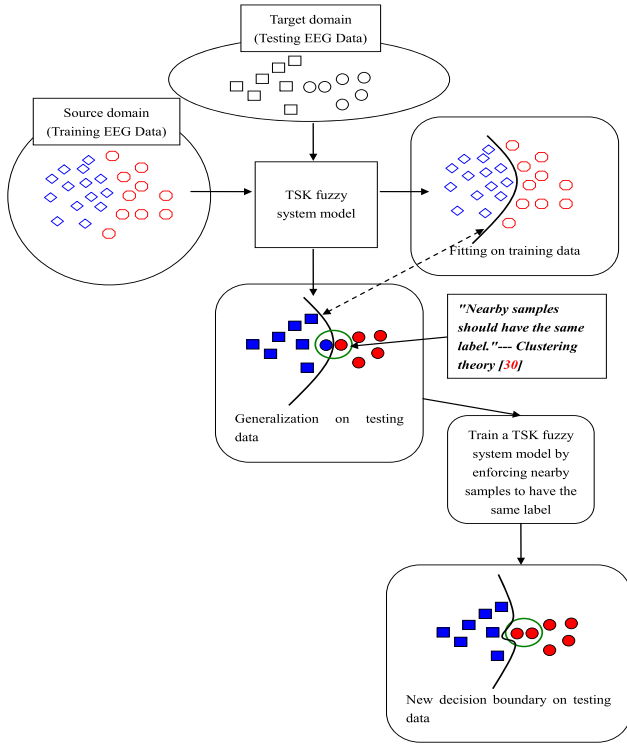 Target domain
(Testing EEG Data)
Source domain
(Training EEG Data)
TSK fuzzy
system model
Fitting on training data
"Nearby samples
should have the same
label."--- Clustering
theory [30]
Generalization on testing
data
Train a TSK fuzzy
system model by
enforcing nearby
samples to have the
same label
New decision boundary on testing
data